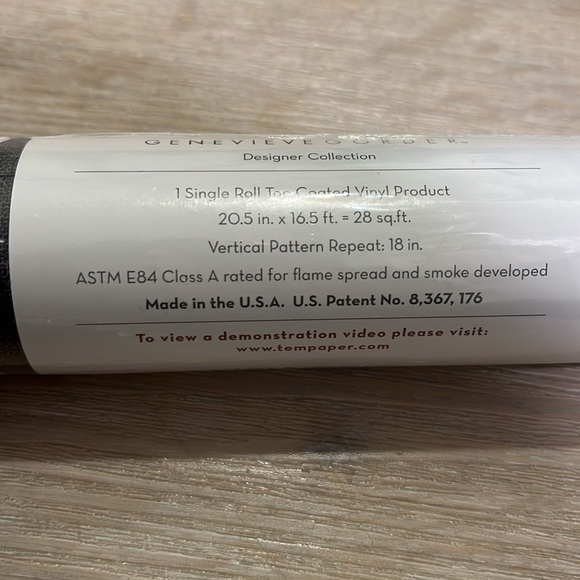 GENEVIEVE GORDER™
Designer Collection
1 Single Roll Top Coated Vinyl Product
20.5 in. x 16.5 ft. = 28 sq.ft.
Vertical Pattern Repeat: 18 in.
ASTM E84 Class A rated for flame spread and smoke developed
Made in the U.S.A. U.S. Patent No. 8,367, 176
To view a demonstration video please visit:
www.tempaper.com